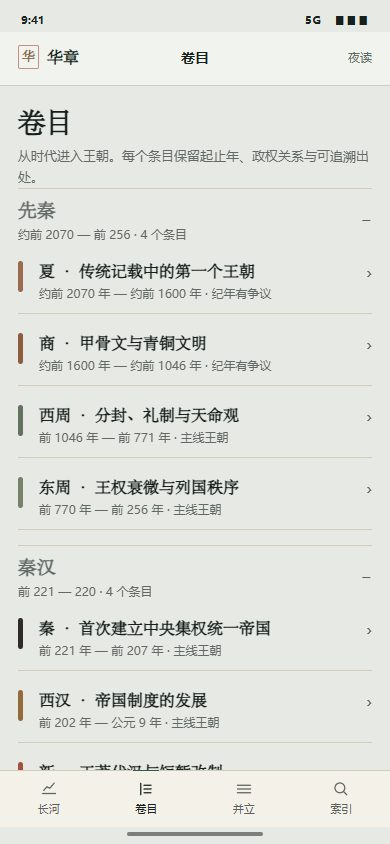 9:41
5G
华 华章
卷目
夜读
卷目
从时代进入王朝。每个条目保留起止年、政权关系与可追溯出
处。
先秦
约前 2070 — 前 256 · 4 个条目
夏 · 传统记载中的第一个王朝
约前 2070 年 — 约前 1600 年 · 纪年有争议
商 · 甲骨文与青铜文明
约前 1600 年 — 约前 1046 年 · 纪年有争议
西周 · 分封、礼制与天命观
前 1046 年 — 前 771 年 · 主线王朝
东周 · 王权衰微与列国秩序
前 770 年 — 前 256 年 · 主线王朝
秦汉
前 221 — 220 · 4 个条目
秦 · 首次建立中央集权统一帝国
前 221 年 — 前 207 年 · 主线王朝
西汉 · 帝国制度的发展
前 202 年 — 公元 9 年 · 主线王朝
新 · 王莽代汉与短暂改制
长河
卷目
并立
索引